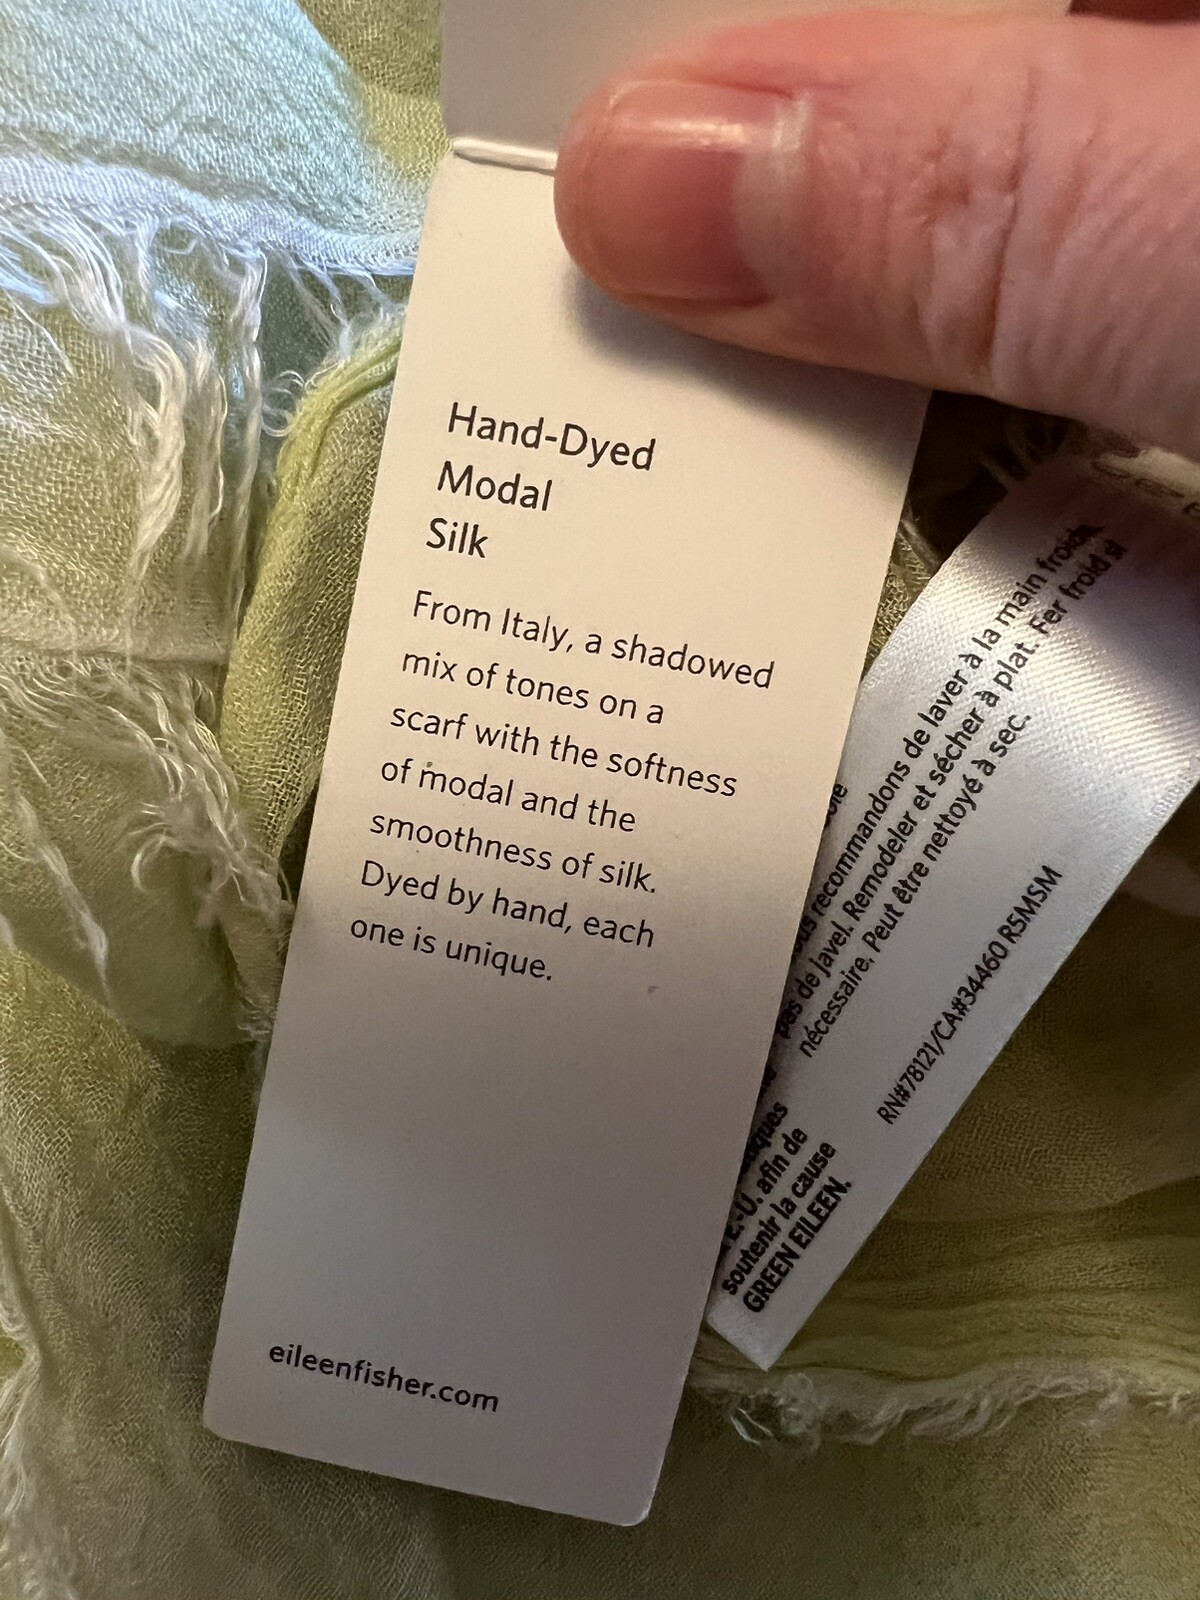 Hand-Dyed
Modal
Silk
From Italy, a shadowed
mix of tones on a
scarf with the softness
of modal and the
smoothness of silk.
Dyed by hand, each
one is unique.
eileenfisher.com
recommandons de laver à la main froide.
pas de javel. Remodeler et sécher à plat. Fer froid si
nécessaire. Peut être nettoyé à sec.
RN#78121/CA#34460 R5MSM
É.-U. afin de
soutenir la cause
GREEN EILEEN.